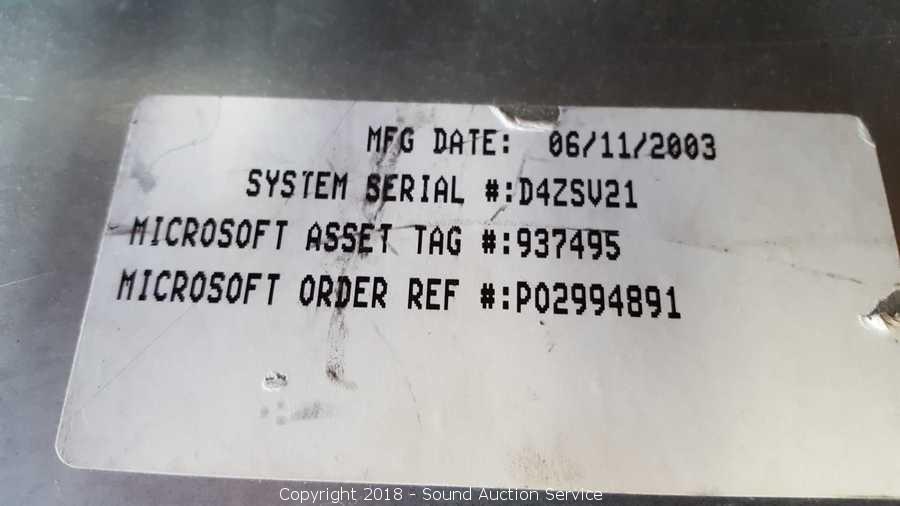 MFG DATE: 06/11/2003
SYSTEM SERIAL #:D4ZSV21
MICROSOFT ASSET TAG #:937495
MICROSOFT ORDER REF #:PO2994891
Copyright 2018 - Sound Auction Service